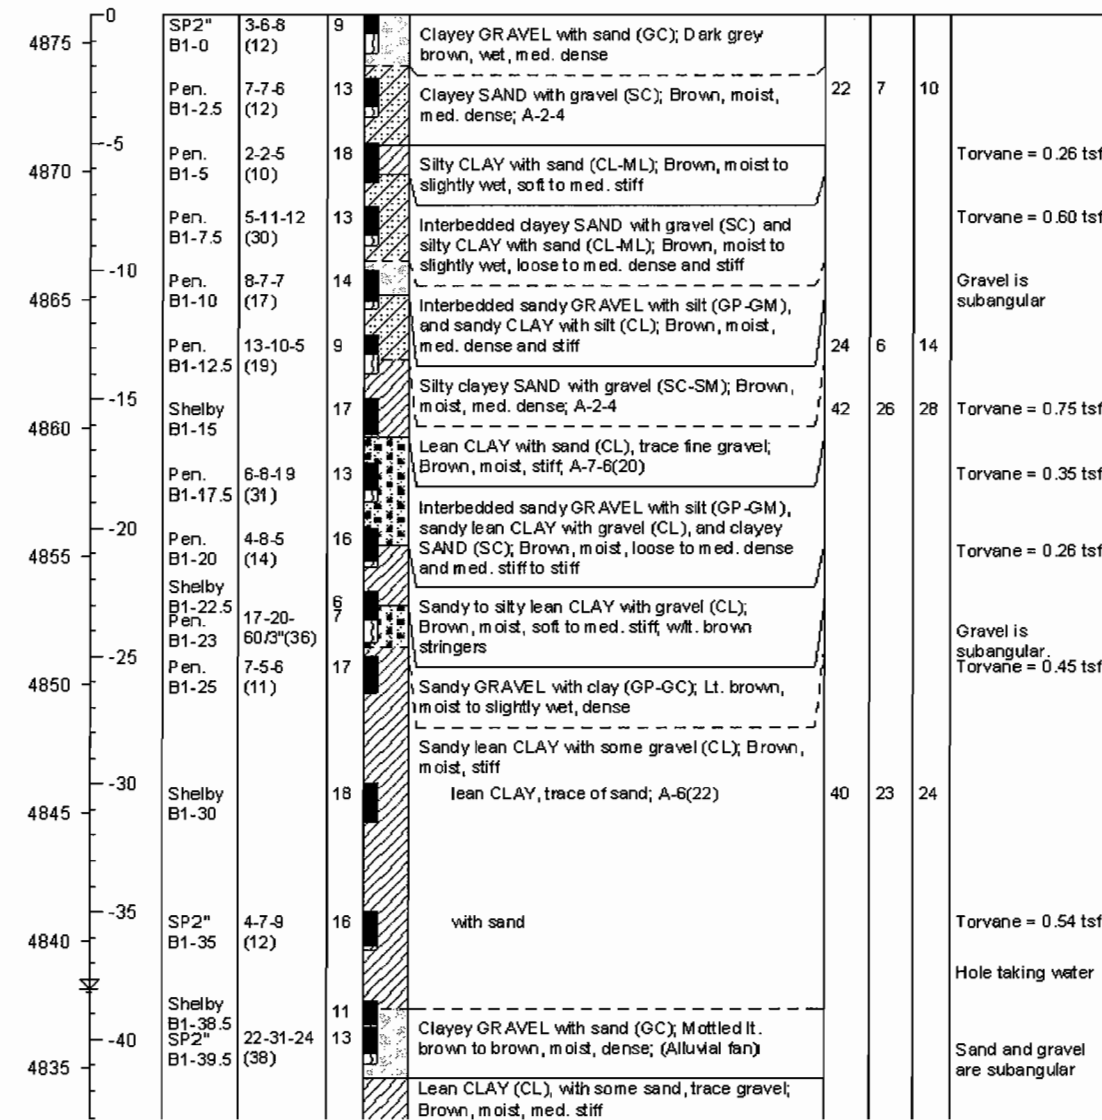 0
SP2" 3-6-8 9
4875
B1-0 (12)
Clayey GRAVEL with sand (GC); Dark grey
brown, wet, med. dense
Pen. 7-7-6 13
B1-2.5 (12)
Clayey SAND with gravel (SC); Brown, moist,
med. dense; A-2-4
22 7 10
-5
Pen. 2-2-5 18
4870
B1-5 (10)
Silty CLAY with sand (CL-ML); Brown, moist to
slightly wet, soft to med. stiff
Torvane = 0.26 tsf
Pen. 5-11-12 13
B1-7.5 (30)
Interbedded clayey SAND with gravel (SC) and
silty CLAY with sand (CL-ML); Brown, moist to
slightly wet, loose to med. dense and stiff
Torvane = 0.60 tsf
-10
Pen. 8-7-7 14
4865
B1-10 (17)
Gravel is
subangular
Interbedded sandy GRAVEL with silt (GP-GM),
and sandy CLAY with silt (CL); Brown, moist,
med. dense and stiff
Pen. 13-10-5 9
B1-12.5 (19)
24 6 14
Silty clayey SAND with gravel (SC-SM); Brown,
moist, med. dense; A-2-4
-15
Shelby 17
4860
B1-15
42 26 28 Torvane = 0.75 tsf
Lean CLAY with sand (CL), trace fine gravel;
Brown, moist, stiff; A-7-6(20)
Pen. 6-8-19 13
B1-17.5 (31)
Torvane = 0.35 tsf
Interbedded sandy GRAVEL with silt (GP-GM),
sandy lean CLAY with gravel (CL), and clayey
SAND (SC); Brown, moist, loose to med. dense
and med. stiff to stiff
-20
Pen. 4-8-5 16
4855
B1-20 (14)
Torvane = 0.26 tsf
Shelby
B1-22.5 6
Pen. 17-20- 7
B1-23 60/3"(36)
Sandy to silty lean CLAY with gravel (CL);
Brown, moist, soft to med. stiff; w/lt. brown
stringers
Gravel is
subangular.
-25
Pen. 7-5-6 17
4850
B1-25 (11)
Torvane = 0.45 tsf
Sandy GRAVEL with clay (GP-GC); Lt. brown,
moist to slightly wet, dense
Sandy lean CLAY with some gravel (CL); Brown,
moist, stiff
-30
Shelby 18
4845
B1-30
lean CLAY, trace of sand; A-6(22)
40 23 24
-35
SP2" 4-7-9 16
4840
B1-35 (12)
with sand
Torvane = 0.54 tsf
Hole taking water
Shelby 11
B1-38.5
-40
SP2" 22-31-24 13
4835
B1-39.5 (38)
Clayey GRAVEL with sand (GC); Mottled lt.
brown to brown, moist, dense; (Alluvial fan)
Sand and gravel
are subangular
Lean CLAY (CL), with some sand, trace gravel;
Brown, moist, med. stiff